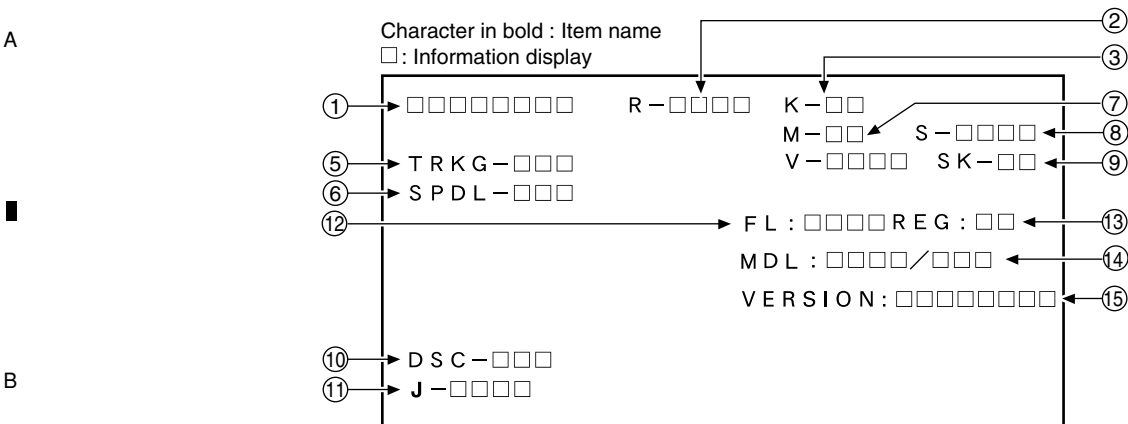 A
Character in bold : Item name
□ : Information display
② 
③
① □□□□□□□□ R－□□□□ K－□□
M－□□ ⑦
S－□□□□ ⑧
⑤ TRKG－□□□ V－□□□□ SK－□□ ⑨
⑥ SPDL－□□□
⑫ FL:□□□□REG:□□ ⑬
MDL:□□□□/□□□ ⑭
VERSION:□□□□□□□□ ⑮
⑩ DSC－□□□
B
⑪ J－□□□□